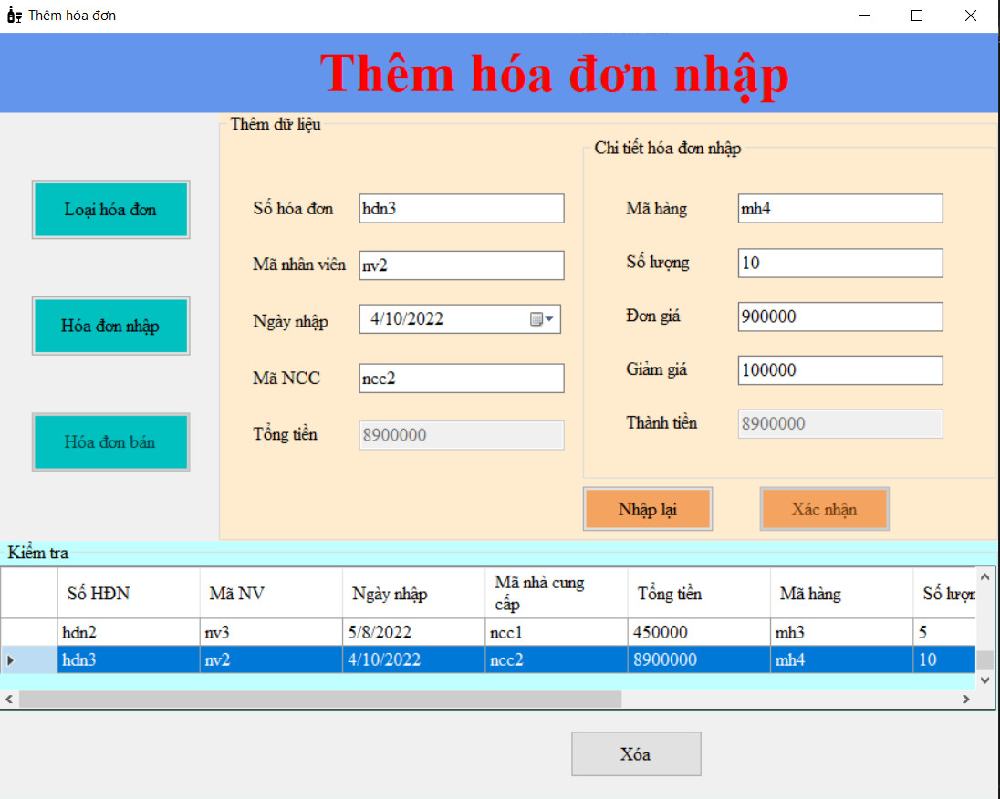 Thêm hóa đơn
Thêm hóa đơn nhập
Loại hóa đơn
Hóa đơn nhập
Hóa đơn bán
Thêm dữ liệu
Số hóa đơn hdn3
Mã nhân viên nv2
Ngày nhập 4/10/2022
Mã NCC ncc2
Tổng tiền 8900000
Chi tiết hóa đơn nhập
Mã hàng mh4
Số lượng 10
Đơn giá 900000
Giảm giá 100000
Thành tiền 8900000
Nhập lại Xác nhận
Kiểm tra
Số HĐN Mã NV Ngày nhập Mã nhà cung cấp Tổng tiền Mã hàng Số lượn
hdn2 nv3 5/8/2022 ncc1 450000 mh3 5
hdn3 nv2 4/10/2022 ncc2 8900000 mh4 10
Xóa